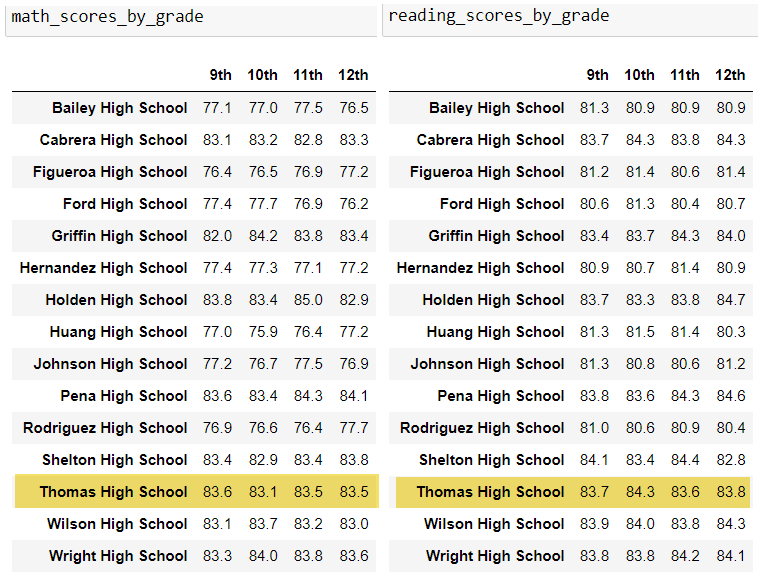 math_scores_by_grade
9th 10th 11th 12th
Bailey High School 77.1 77.0 77.5 76.5
Cabrera High School 83.1 83.2 82.8 83.3
Figueroa High School 76.4 76.5 76.9 77.2
Ford High School 77.4 77.7 76.9 76.2
Griffin High School 82.0 84.2 83.8 83.4
Hernandez High School 77.4 77.3 77.1 77.2
Holden High School 83.8 83.4 85.0 82.9
Huang High School 77.0 75.9 76.4 77.2
Johnson High School 77.2 76.7 77.5 76.9
Pena High School 83.6 83.4 84.3 84.1
Rodriguez High School 76.9 76.6 76.4 77.7
Shelton High School 83.4 82.9 83.4 83.8
Thomas High School 83.6 83.1 83.5 83.5
Wilson High School 83.1 83.7 83.2 83.0
Wright High School 83.3 84.0 83.8 83.6
reading_scores_by_grade
9th 10th 11th 12th
Bailey High School 81.3 80.9 80.9 80.9
Cabrera High School 83.7 84.3 83.8 84.3
Figueroa High School 81.2 81.4 80.6 81.4
Ford High School 80.6 81.3 80.4 80.7
Griffin High School 83.4 83.7 84.3 84.0
Hernandez High School 80.9 80.7 81.4 80.9
Holden High School 83.7 83.3 83.8 84.7
Huang High School 81.3 81.5 81.4 80.3
Johnson High School 81.3 80.8 80.6 81.2
Pena High School 83.8 83.6 84.3 84.6
Rodriguez High School 81.0 80.6 80.9 80.4
Shelton High School 84.1 83.4 84.4 82.8
Thomas High School 83.7 84.3 83.6 83.8
Wilson High School 83.9 84.0 83.8 84.3
Wright High School 83.8 83.8 84.2 84.1